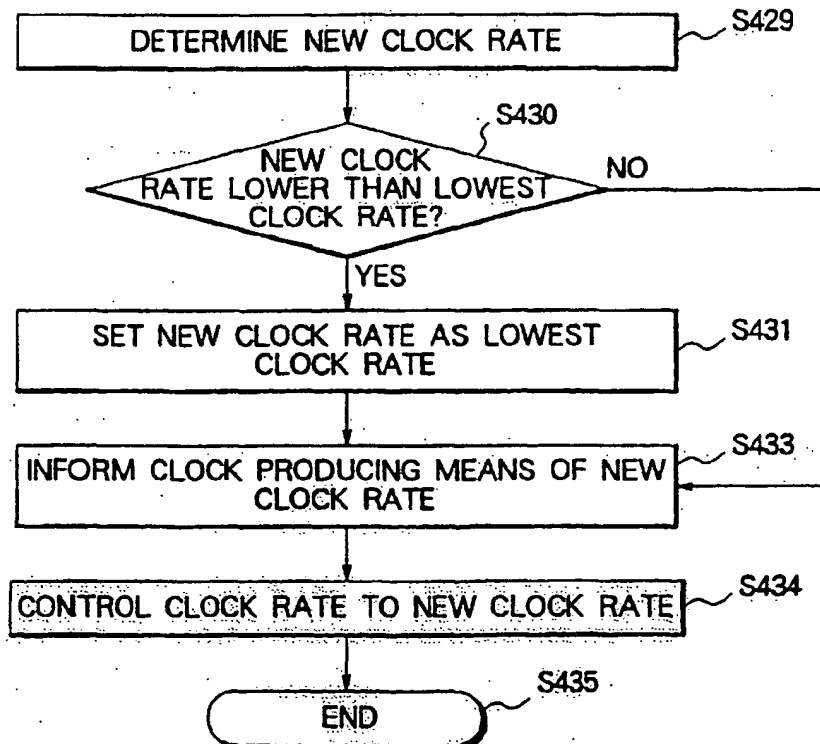 DETERMINE NEW CLOCK RATE
S429
S430
NEW CLOCK
RATE LOWER THAN LOWEST
CLOCK RATE?
NO
YES
SET NEW CLOCK RATE AS LOWEST
CLOCK RATE
S431
INFORM CLOCK PRODUCING MEANS OF NEW
CLOCK RATE
S433
CONTROL CLOCK RATE TO NEW CLOCK RATE
S434
END
S435